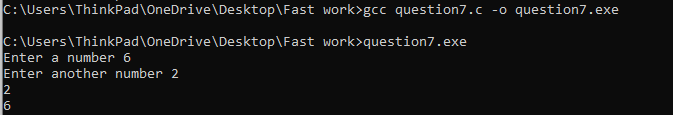 C:\Users\ThinkPad\OneDrive\Desktop\Fast work>gcc question7.c -o question7.exe
C:\Users\ThinkPad\OneDrive\Desktop\Fast work>question7.exe
Enter a number 6
Enter another number 2
2
6